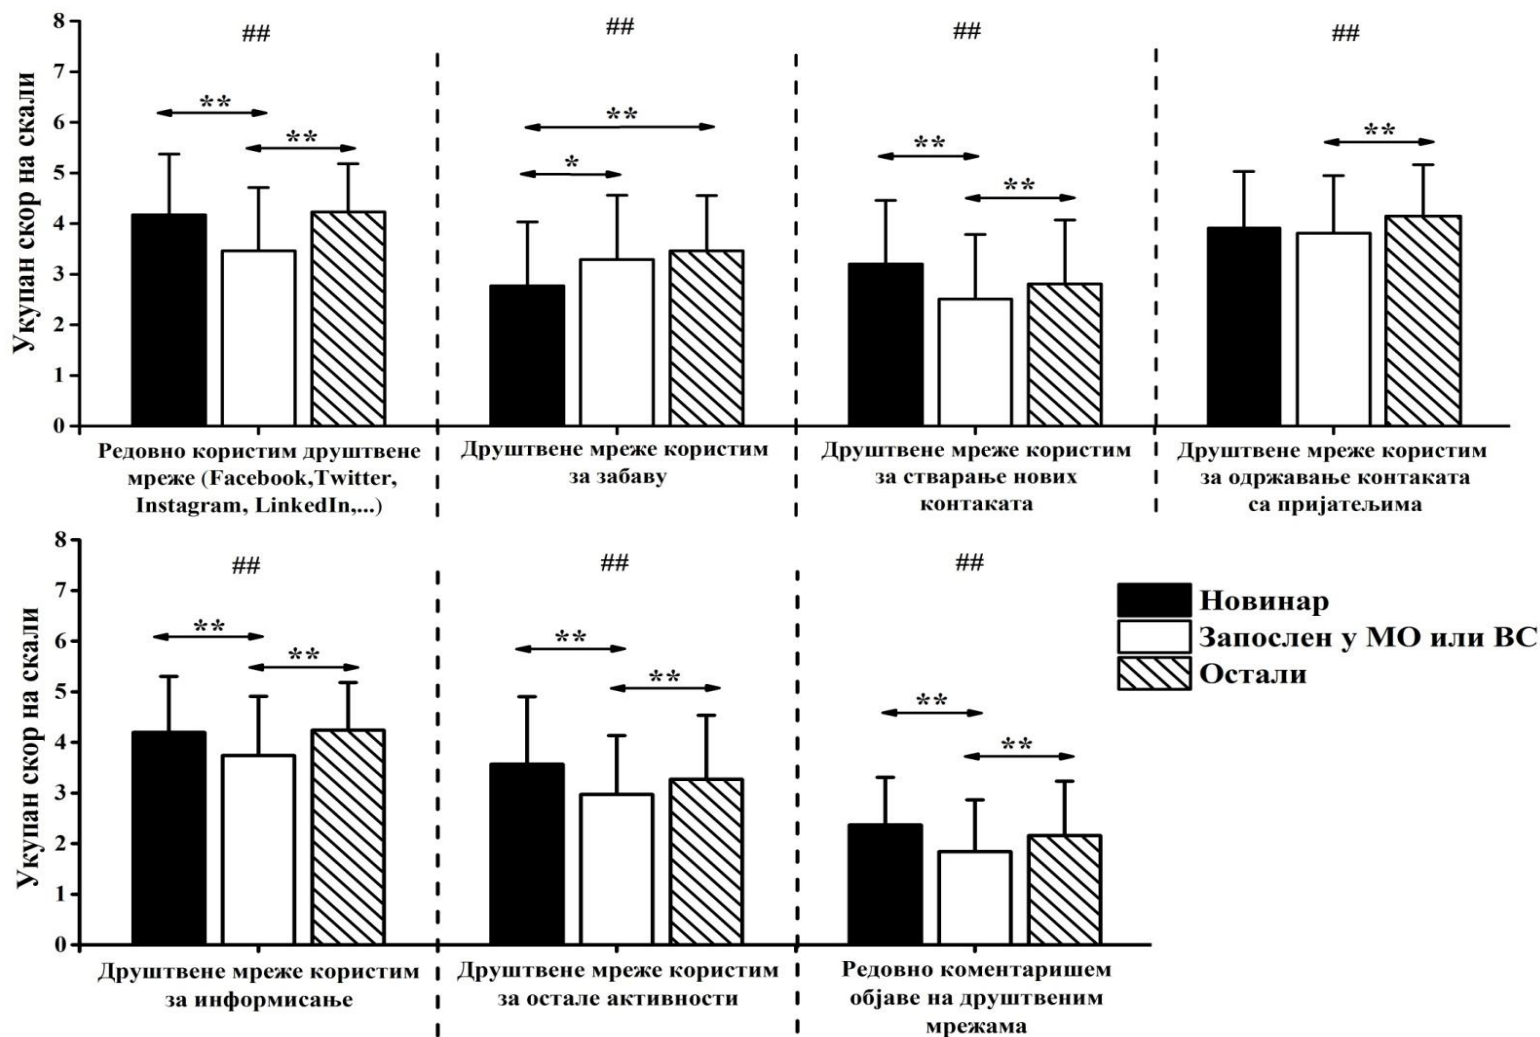 Укупан скор на скали
8
7
6
5
4
3
2
1
0
##
##
##
##
**
**
**
*
**
**
**
Редовно користим друштвене
мреже (Facebook,Twitter,
Instagram, LinkedIn,...)
Друштвене мреже користим
за забаву
Друштвене мреже користим
за стварање нових
контаката
Друштвене мреже користим
за одржавање контаката
са пријатељима
Укупан скор на скали
8
7
6
5
4
3
2
1
0
##
##
##
**
**
**
**
**
**
Новинар
Запослен у МО или ВС
Остали
Друштвене мреже користим
за информисање
Друштвене мреже користим
за остале активности
Редовно коментаришем
објаве на друштвеним
мрежама